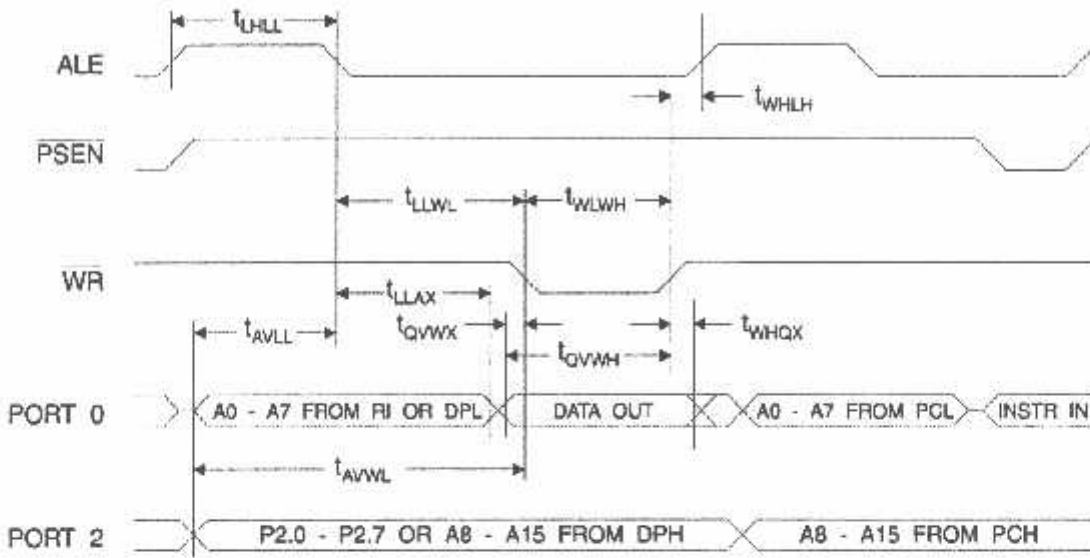 tLHLL
ALE
tWHLH
PSEN
tLLWL
tWLWH
WR
tLLAX
tAVLL
tQVWX
tWHQX
tQVWH
PORT 0
A0 - A7 FROM RI OR DPL
DATA OUT
A0 - A7 FROM PCL
INSTR IN
tAVWL
PORT 2
P2.0 - P2.7 OR A8 - A15 FROM DPH
A8 - A15 FROM PCH